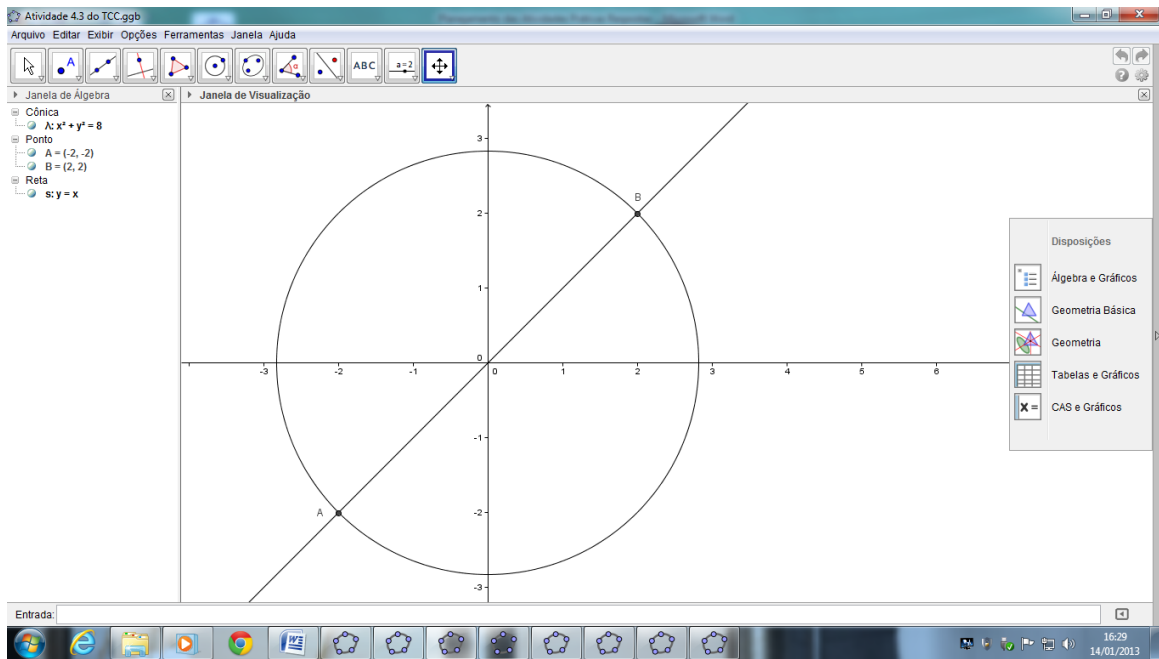 Atividade 4.3 do TCC.ggb
Arquivo Editar Exibir Opções Ferramentas Janela Ajuda
ABC
a=2
Janela de Álgebra
Janela de Visualização
Cônica
λ: x² + y² = 8
Ponto
A = (-2, -2)
B = (2, 2)
Reta
s: y = x
3
B
2
1
0
-3 -2 -1 0 1 2 3 4 5 6
-1
A
-2
-3
Disposições
Álgebra e Gráficos
Geometria Básica
Geometria
Tabelas e Gráficos
X =
CAS e Gráficos
Entrada:
16:29
14/01/2013